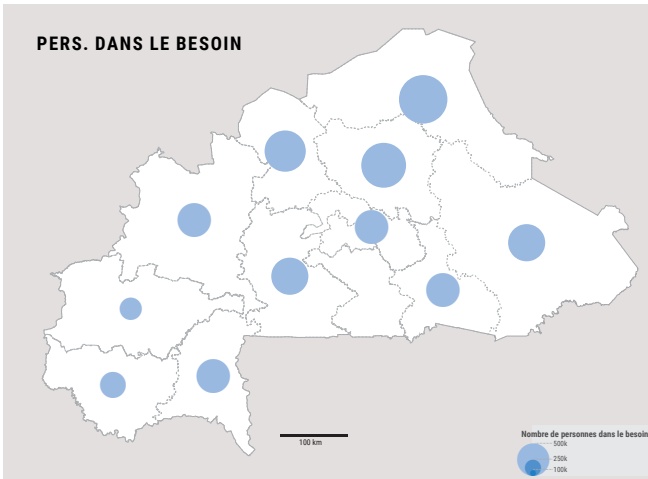 PERS. DANS LE BESOIN
100 km
Nombre de personnes dans le besoin
500k
250k
100k